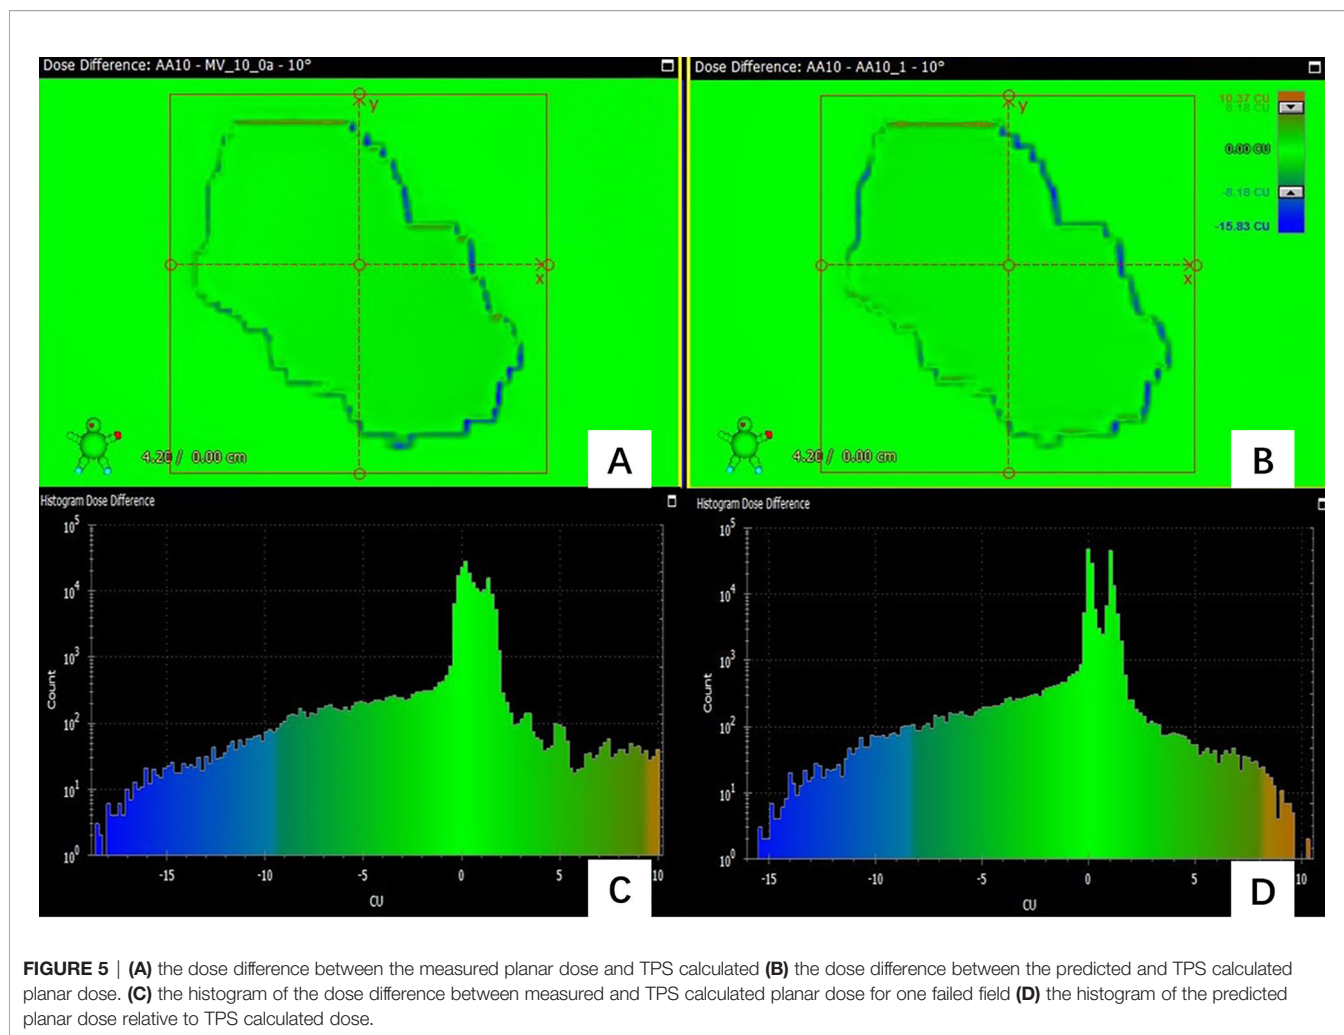 Dose Difference: AA10 - MV_10_0a - 10°
Dose Difference: AA10 - AA10_1 - 10°
y
x
4.20 / 0.00 cm
A
y
x
10.37 CU
8.18 CU
0.00 CU
-8.18 CU
-15.83 CU
4.20 / 0.00 cm
B
Histogram Dose Difference
10^5
10^4
10^3
10^2
10^1
10^0
Count
-15
-10
-5
0
5
10
CU
C
Histogram Dose Difference
10^5
10^4
10^3
10^2
10^1
10^0
Count
-15
-10
-5
0
5
10
CU
D
FIGURE 5 | (A) the dose difference between the measured planar dose and TPS calculated (B) the dose difference between the predicted and TPS calculated
planar dose. (C) the histogram of the dose difference between measured and TPS calculated planar dose for one failed field (D) the histogram of the predicted
planar dose relative to TPS calculated dose.